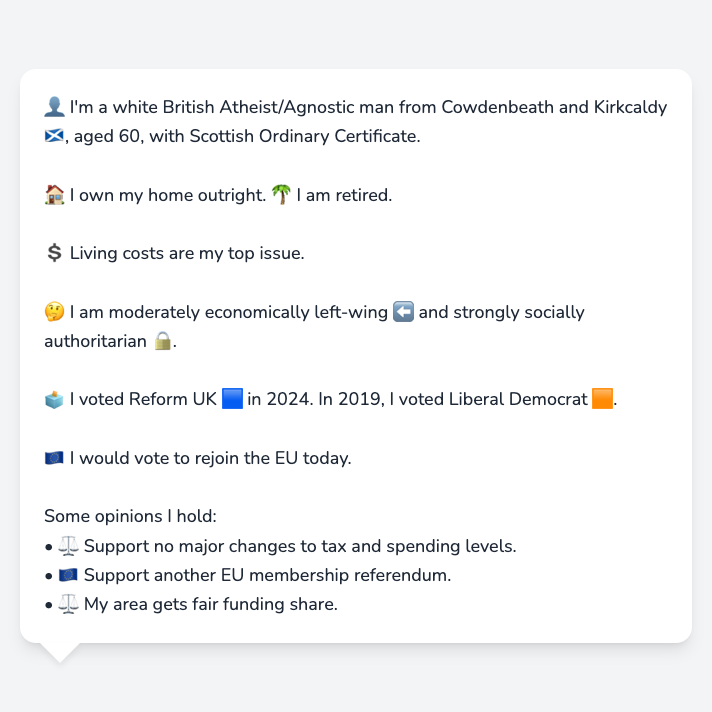 👤 I'm a white British Atheist/Agnostic man from Cowdenbeath and Kirkcaldy
🏴󠁧󠁢󠁳󠁣󠁴󠁿, aged 60, with Scottish Ordinary Certificate.
🏠 I own my home outright. 🌴 I am retired.
💲 Living costs are my top issue.
🤔 I am moderately economically left-wing ⬅️ and strongly socially
authoritarian 🔒.
🗳️ I voted Reform UK 🟦 in 2024. In 2019, I voted Liberal Democrat 🟧.
🇪🇺 I would vote to rejoin the EU today.
Some opinions I hold:
• ⚖️ Support no major changes to tax and spending levels.
• 🇪🇺 Support another EU membership referendum.
• ⚖️ My area gets fair funding share.